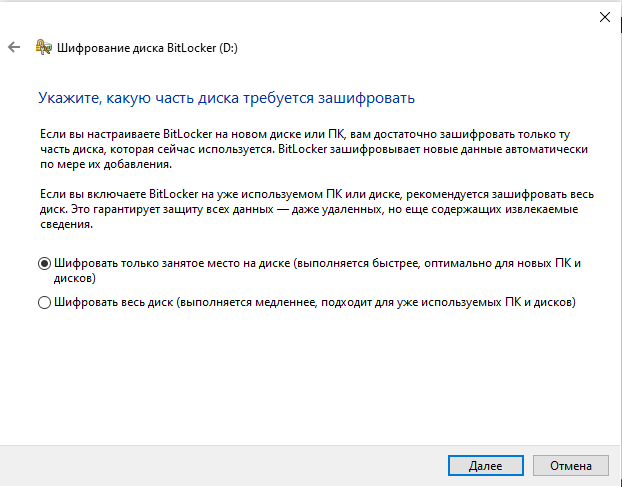 Шифрование диска BitLocker (D:)
Укажите, какую часть диска требуется зашифровать
Если вы настраиваете BitLocker на новом диске или ПК, вам достаточно зашифровать только ту
часть диска, которая сейчас используется. BitLocker зашифровывает новые данные автоматически
по мере их добавления.
Если вы включаете BitLocker на уже используемом ПК или диске, рекомендуется зашифровать весь
диск. Это гарантирует защиту всех данных — даже удаленных, но еще содержащих извлекаемые
сведения.
Шифровать только занятое место на диске (выполняется быстрее, оптимально для новых ПК и
дисков)
Шифровать весь диск (выполняется медленнее, подходит для уже используемых ПК и дисков)
Далее Отмена